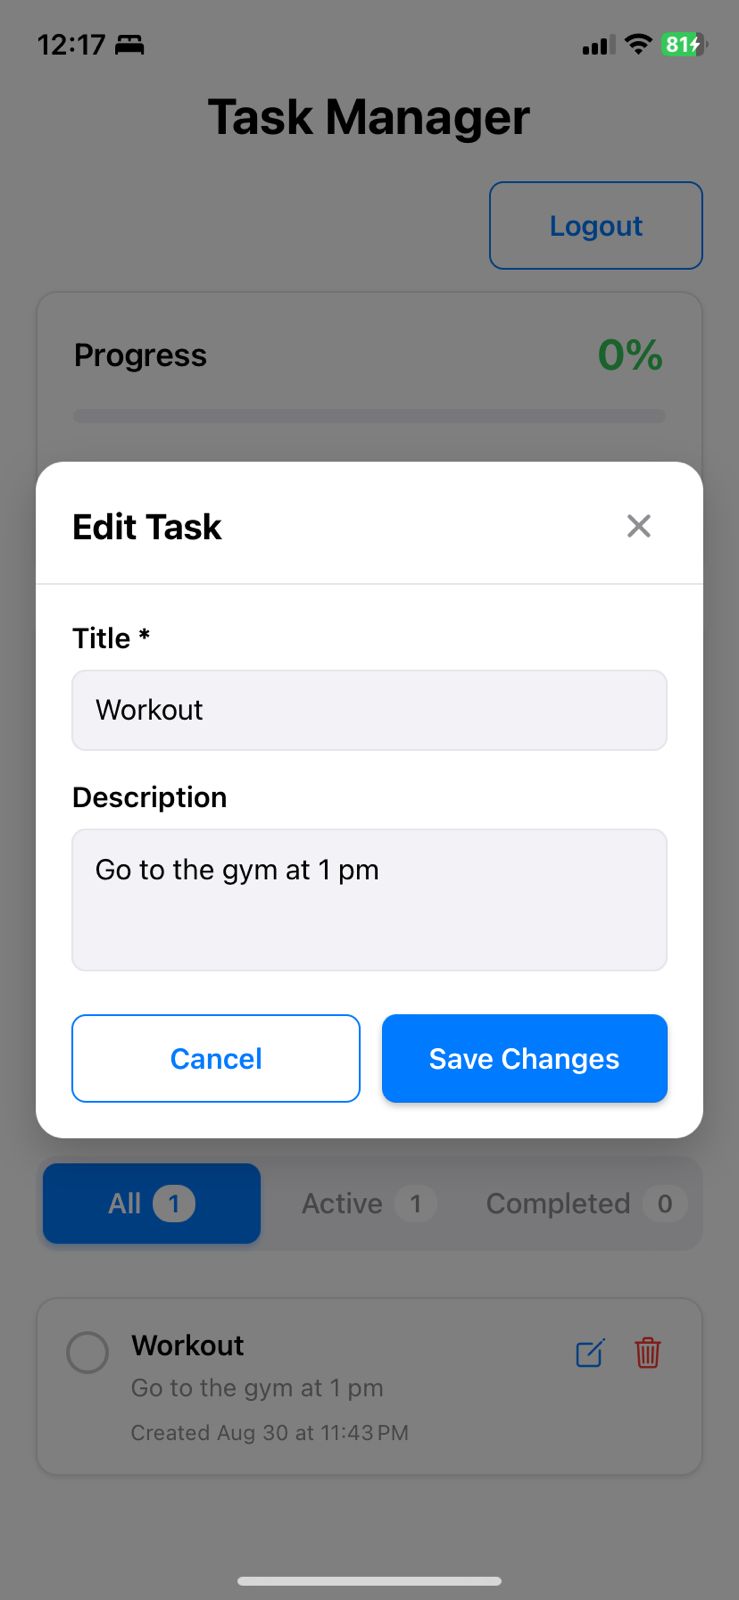 12:17
81
Task Manager
Logout
Progress
0%
Edit Task
Title *
Workout
Description
Go to the gym at 1 pm
Cancel
Save Changes
All 1
Active 1
Completed 0
Workout
Go to the gym at 1 pm
Created Aug 30 at 11:43 PM